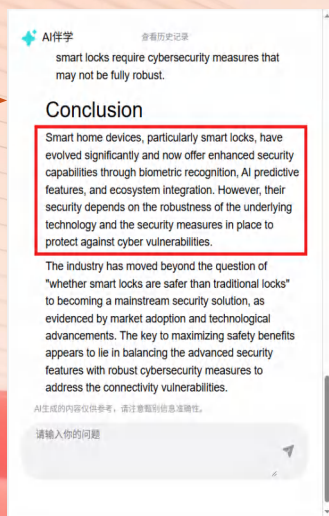 AI伴学
查看历史记录
smart locks require cybersecurity measures that
may not be fully robust.
Conclusion
Smart home devices, particularly smart locks, have
evolved significantly and now offer enhanced security
capabilities through biometric recognition, AI predictive
features, and ecosystem integration. However, their
security depends on the robustness of the underlying
technology and the security measures in place to
protect against cyber vulnerabilities.
The industry has moved beyond the question of
"whether smart locks are safer than traditional locks"
to becoming a mainstream security solution, as
evidenced by market adoption and technological
advancements. The key to maximizing safety benefits
appears to lie in balancing the advanced security
features with robust cybersecurity measures to
address the connectivity vulnerabilities.
AI生成的内容仅供参考，请注意甄别信息准确性。
请输入你的问题